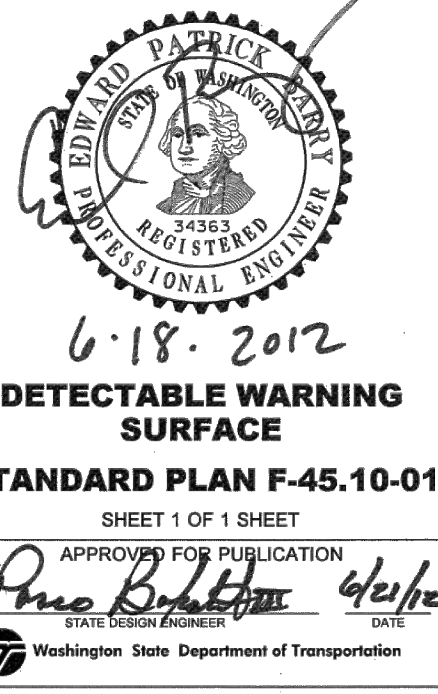 EDWARD PATRICK BARRY
STATE OF WASHINGTON
34363
REGISTERED
PROFESSIONAL ENGINEER
6·18·2012
DETECTABLE WARNING
SURFACE
TANDARD PLAN F-45.10-01
SHEET 1 OF 1 SHEET
APPROVED FOR PUBLICATION
6/21/12
STATE DESIGN ENGINEER
DATE
Washington State Department of Transportation